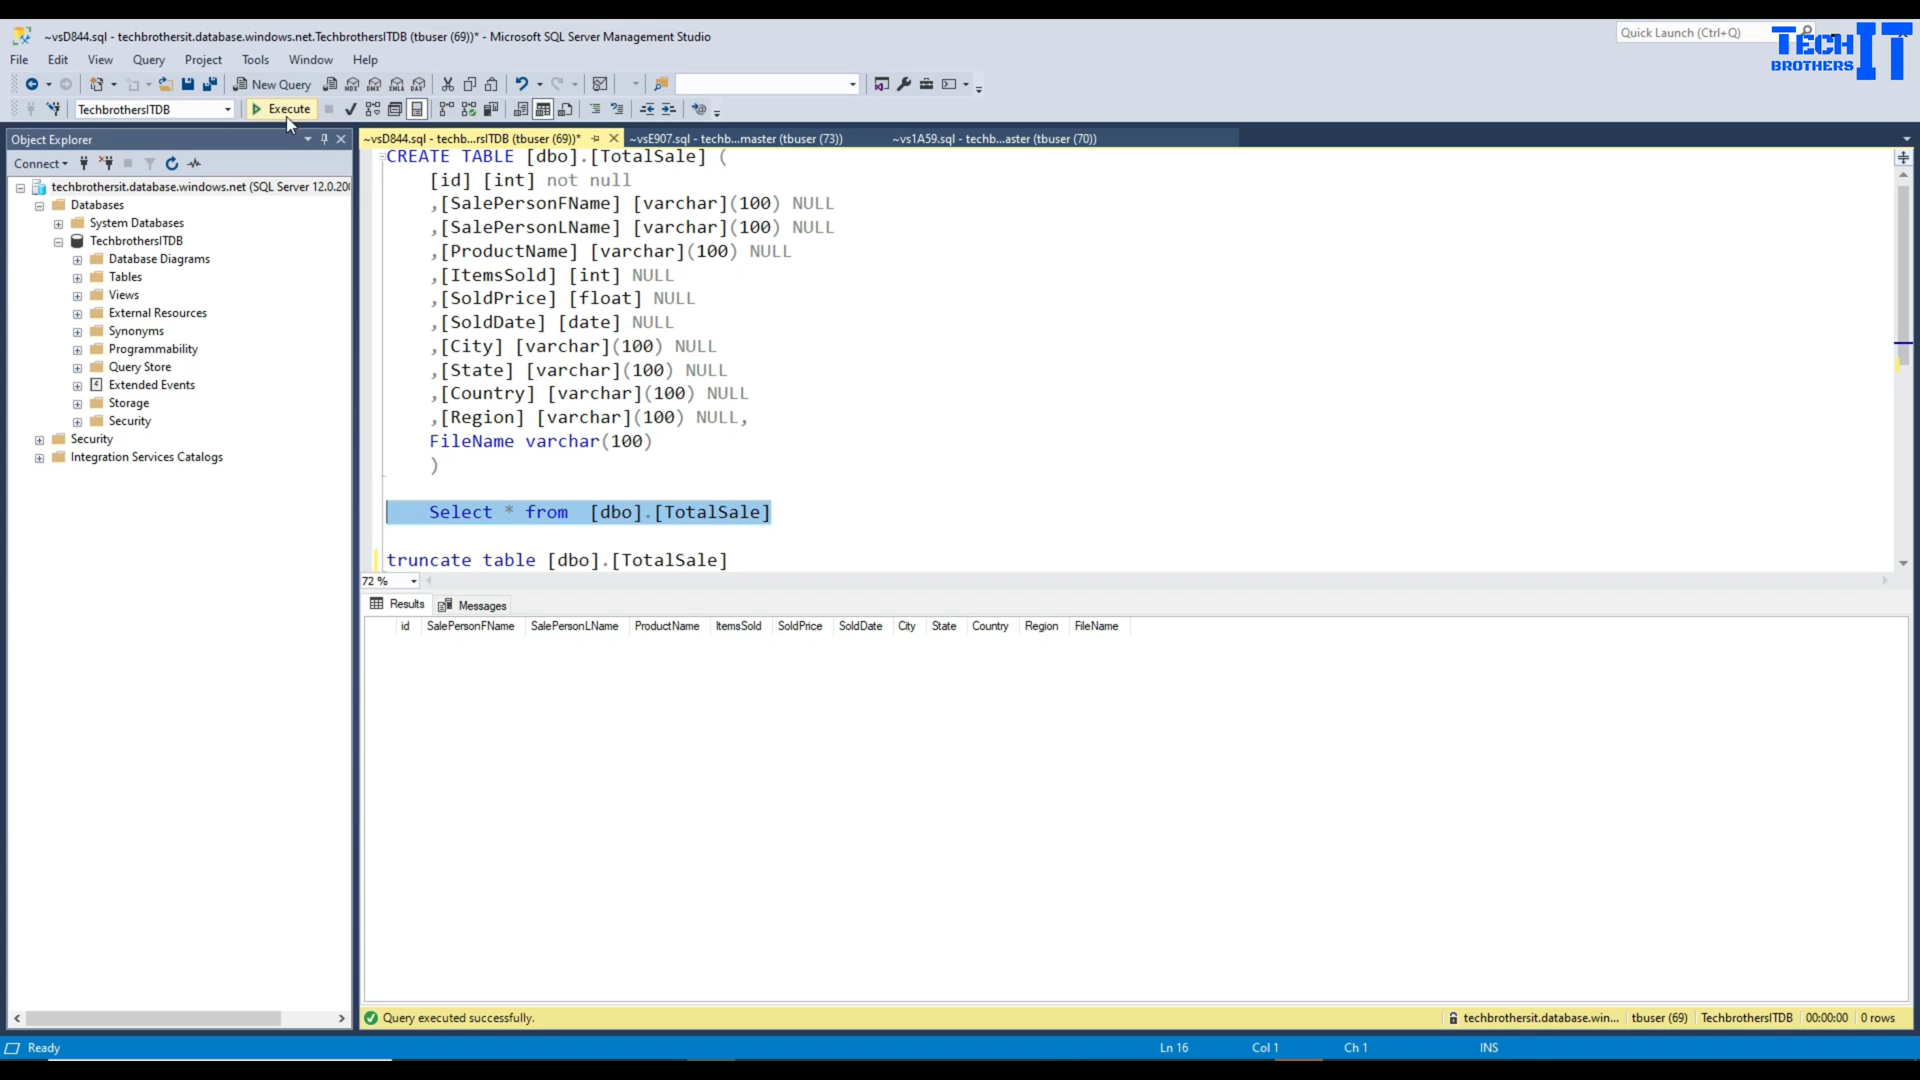 ~vsD844.sql - techbrothersit.database.windows.net.TechbrothersITDB (tbuser (69))* - Microsoft SQL Server Management Studio
Quick Launch (Ctrl+Q)
TECH IT
BROTHERS
File Edit View Query Project Tools Window Help
New Query
MDX DMX XMLA DAX
TechbrothersITDB
Execute
Object Explorer
~vsD844.sql - techb...rsITDB (tbuser (69))*
~vsE907.sql - techb...master (tbuser (73))
~vs1A59.sql - techb...aster (tbuser (70))
Connect
techbrothersit.database.windows.net (SQL Server 12.0.200
Databases
System Databases
TechbrothersITDB
Database Diagrams
Tables
Views
External Resources
Synonyms
Programmability
Query Store
Extended Events
Storage
Security
Security
Integration Services Catalogs
CREATE TABLE [dbo].[TotalSale] (
[id] [int] not null
,[SalePersonFName] [varchar](100) NULL
,[SalePersonLName] [varchar](100) NULL
,[ProductName] [varchar](100) NULL
,[ItemsSold] [int] NULL
,[SoldPrice] [float] NULL
,[SoldDate] [date] NULL
,[City] [varchar](100) NULL
,[State] [varchar](100) NULL
,[Country] [varchar](100) NULL
,[Region] [varchar](100) NULL,
FileName varchar(100)
)
Select * from [dbo].[TotalSale]
truncate table [dbo].[TotalSale]
72 %
Results Messages
id SalePersonFName SalePersonLName ProductName ItemsSold SoldPrice SoldDate City State Country Region FileName
Query executed successfully.
techbrothersit.database.win... tbuser (69) TechbrothersITDB 00:00:00 0 rows
Ready
Ln 16 Col 1 Ch 1 INS